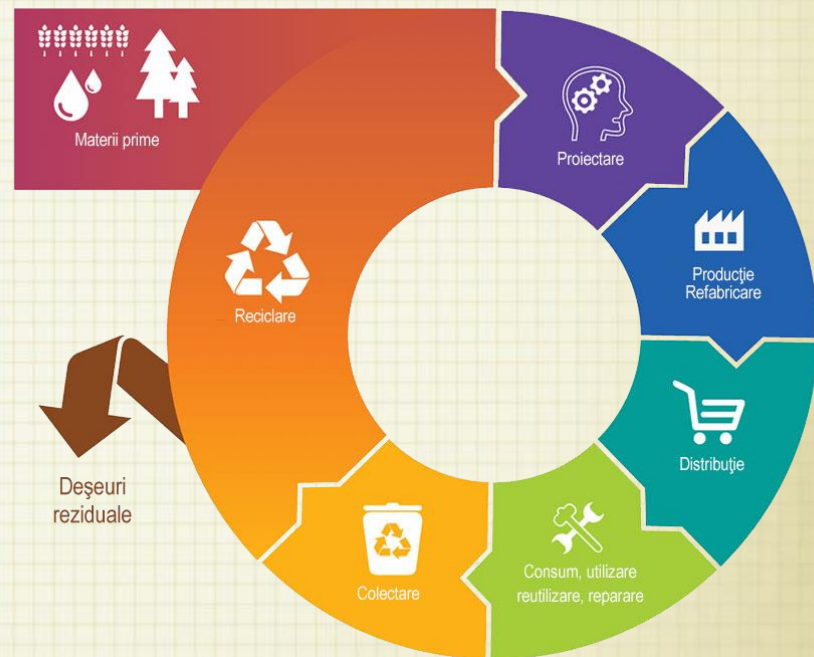 Materii prime
Proiectare
Producţie
Refabricare
Distribuţie
Consum, utilizare
reutilizare, reparare
Colectare
Reciclare
Deşeuri
reziduale